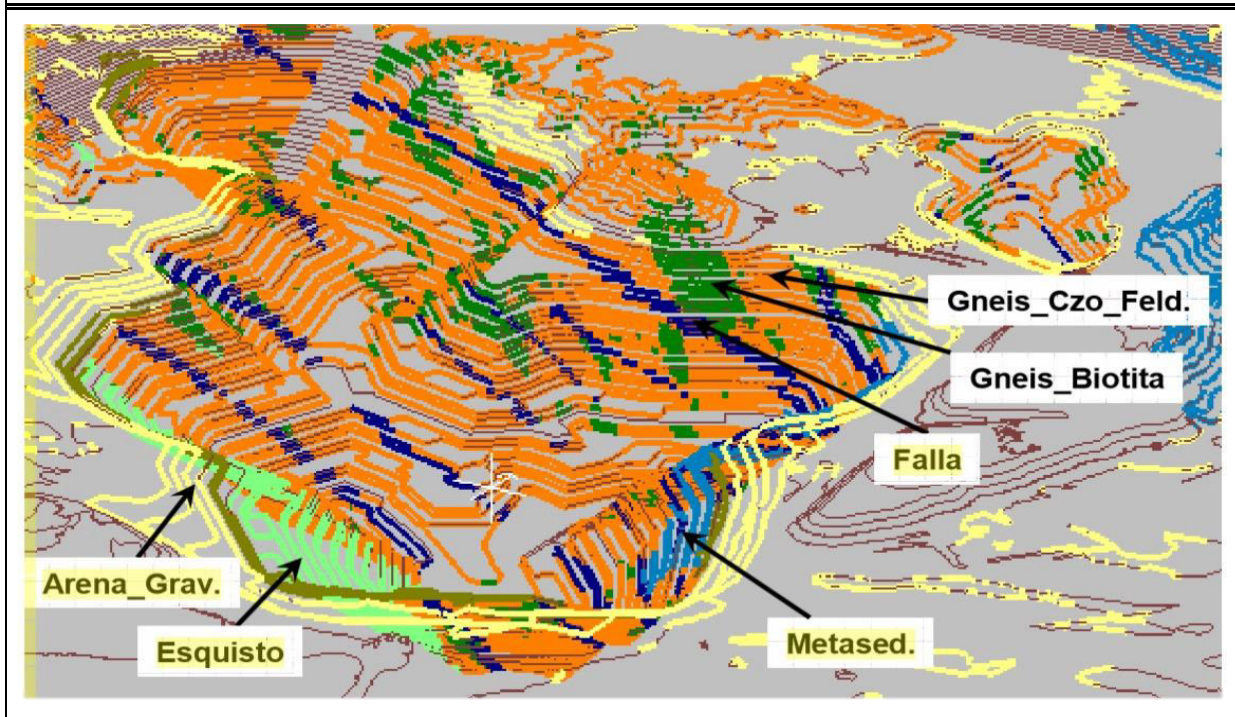 Gneis_Czo_Feld.
Gneis_Biotita
Falla
Arena_Grav.
Esquisto
Metased.